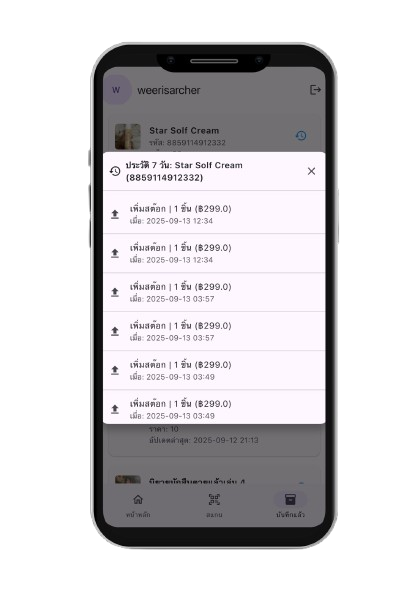 W weerisarcher
Star Solf Cream
รหัส: 8859114912332
ประวัติ 7 วัน: Star Solf Cream
(8859114912332)
เพิ่มสต๊อก | 1 ชิ้น (฿299.0)
เมื่อ: 2025-09-13 12:34
เพิ่มสต๊อก | 1 ชิ้น (฿299.0)
เมื่อ: 2025-09-13 12:34
เพิ่มสต๊อก | 1 ชิ้น (฿299.0)
เมื่อ: 2025-09-13 03:57
เพิ่มสต๊อก | 1 ชิ้น (฿299.0)
เมื่อ: 2025-09-13 03:57
เพิ่มสต๊อก | 1 ชิ้น (฿299.0)
เมื่อ: 2025-09-13 03:49
เพิ่มสต๊อก | 1 ชิ้น (฿299.0)
เมื่อ: 2025-09-13 03:49
ราคา: 10
อัปเดตล่าสุด: 2025-09-12 21:13
หน้าหลัก
สแกน
บันทึกแล้ว